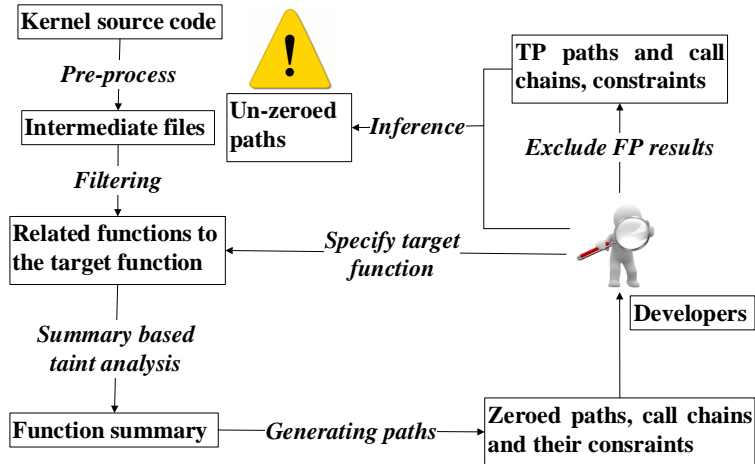 Kernel source code
Pre-process
Intermediate files
Filtering
Related functions to
the target function
Summary based
taint analysis
Function summary
Generating paths
Zeroed paths, call chains
and their consraints
Developers
Specify target
function
Exclude FP results
TP paths and call
chains, constraints
Inference
Un-zeroed
paths